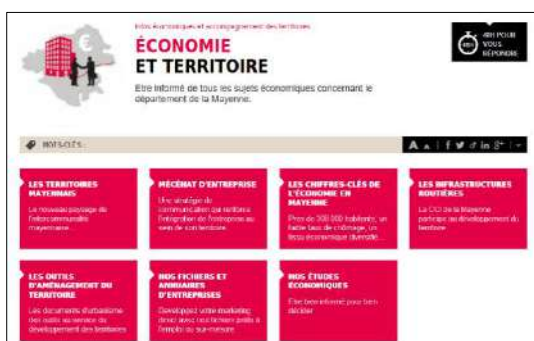 Infos économiques et accompagnement des territoires
ÉCONOMIE
ET TERRITOIRE
Etre informé de tous les sujets économiques concernant le
département de la Mayenne.
48H POUR
VOUS
RÉPONDRE
MOTS-CLÉS :
LES TERRITOIRES
MAYENNAIS
Le nouveau paysage de
l'intercommunalité
mayennaise...
MÉCÉNAT D'ENTREPRISE
Une stratégie de
communication qui renforce
l'intégration de l'entreprise au
sein de son territoire.
LES CHIFFRES-CLÉS DE
L'ÉCONOMIE EN
MAYENNE
Près de 300 000 habitants, un
faible taux de chômage, un
tissu économique diversifié...
LES INFRASTRUCTURES
ROUTIÈRES
La CCI de la Mayenne
participe au développement du
territoire
LES OUTILS
D'AMÉNAGEMENT DU
TERRITOIRE
Les documents d'urbanisme
des outils au service du
développement des territoires
NOS FICHIERS ET
ANNUAIRES
D'ENTREPRISES
Développez votre marketing
direct avec nos fichiers prêts à
l'emploi ou sur-mesure
NOS ÉTUDES
ÉCONOMIQUES
Etre bien informé pour bien
décider